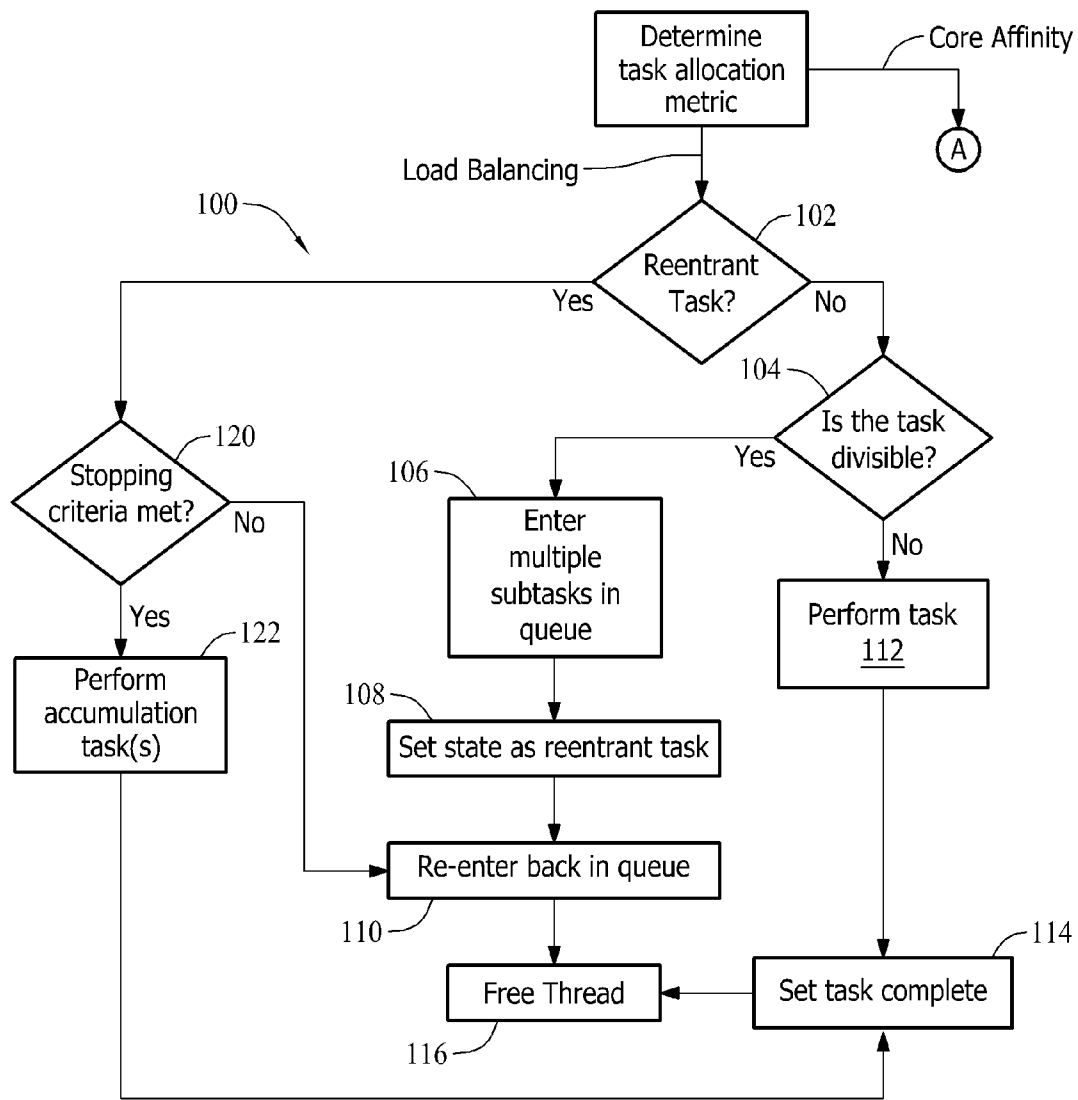 Determine
task allocation
metric
Core Affinity
A
Load Balancing
100
102
Reentrant
Task?
Yes
No
104
Is the task
divisible?
Yes
No
120
Stopping
criteria met?
No
Yes
106
Enter
multiple
subtasks in
queue
Perform task
112
122
Perform
accumulation
task(s)
108
Set state as reentrant task
Re-enter back in queue
110
114
Free Thread
Set task complete
116